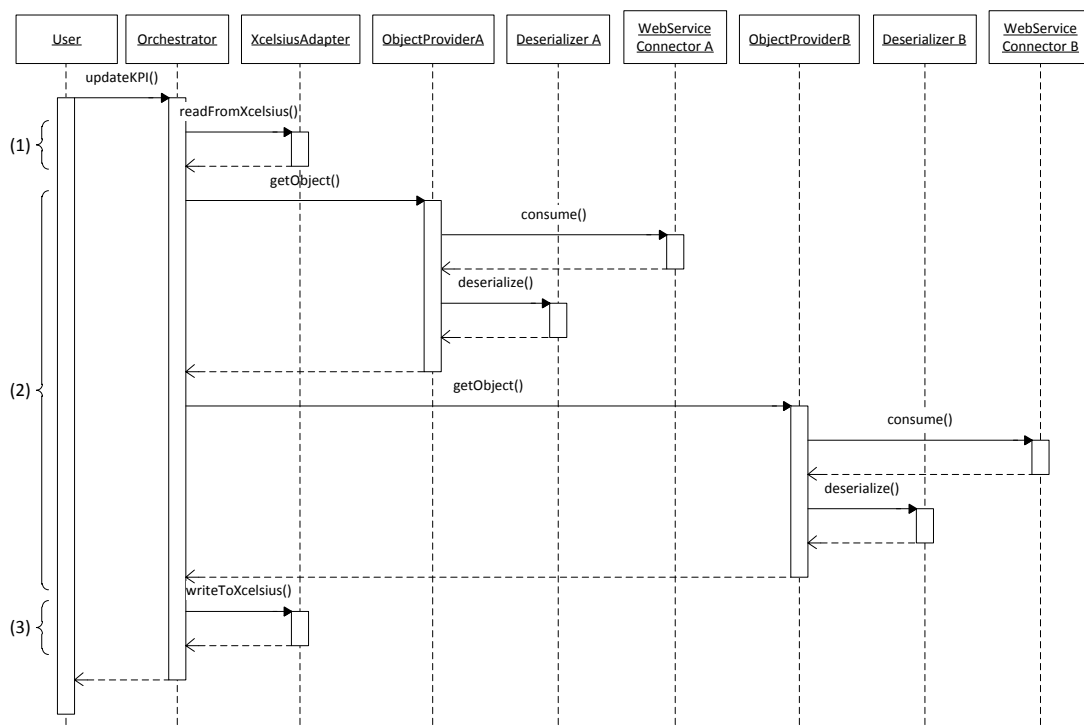 User
Orchestrator
XcelsiusAdapter
ObjectProviderA
Deserializer A
WebService
Connector A
ObjectProviderB
Deserializer B
WebService
Connector B
updateKPI()
readFromXcelsius()
(1)
getObject()
consume()
deserialize()
(2)
getObject()
consume()
deserialize()
writeToXcelsius()
(3)